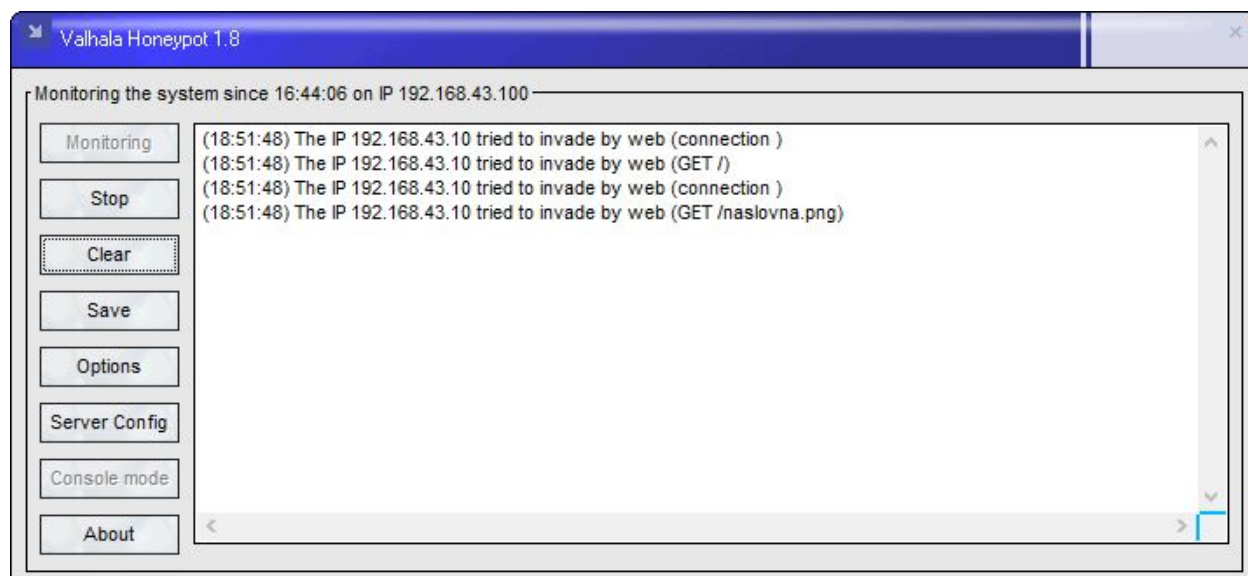 Valhala Honeypot 1.8
Monitoring the system since 16:44:06 on IP 192.168.43.100
Monitoring
Stop
Clear
Save
Options
Server Config
Console mode
About
(18:51:48) The IP 192.168.43.10 tried to invade by web (connection )
(18:51:48) The IP 192.168.43.10 tried to invade by web (GET /)
(18:51:48) The IP 192.168.43.10 tried to invade by web (connection )
(18:51:48) The IP 192.168.43.10 tried to invade by web (GET /naslovna.png)